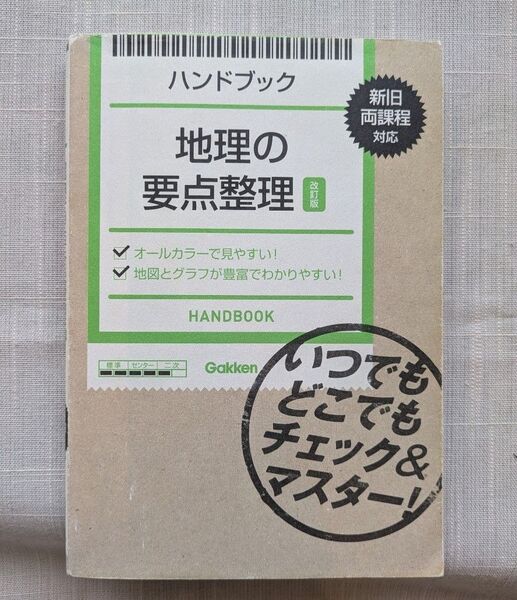 ハンドブック
新旧
両課程
対応
地理の
要点整理
改訂版
オールカラーで見やすい!
地図とグラフが豊富でわかりやすい!
HANDBOOK
標準 センター 二次
Gakken
いつでも
どこでも
チェック&
マスター!